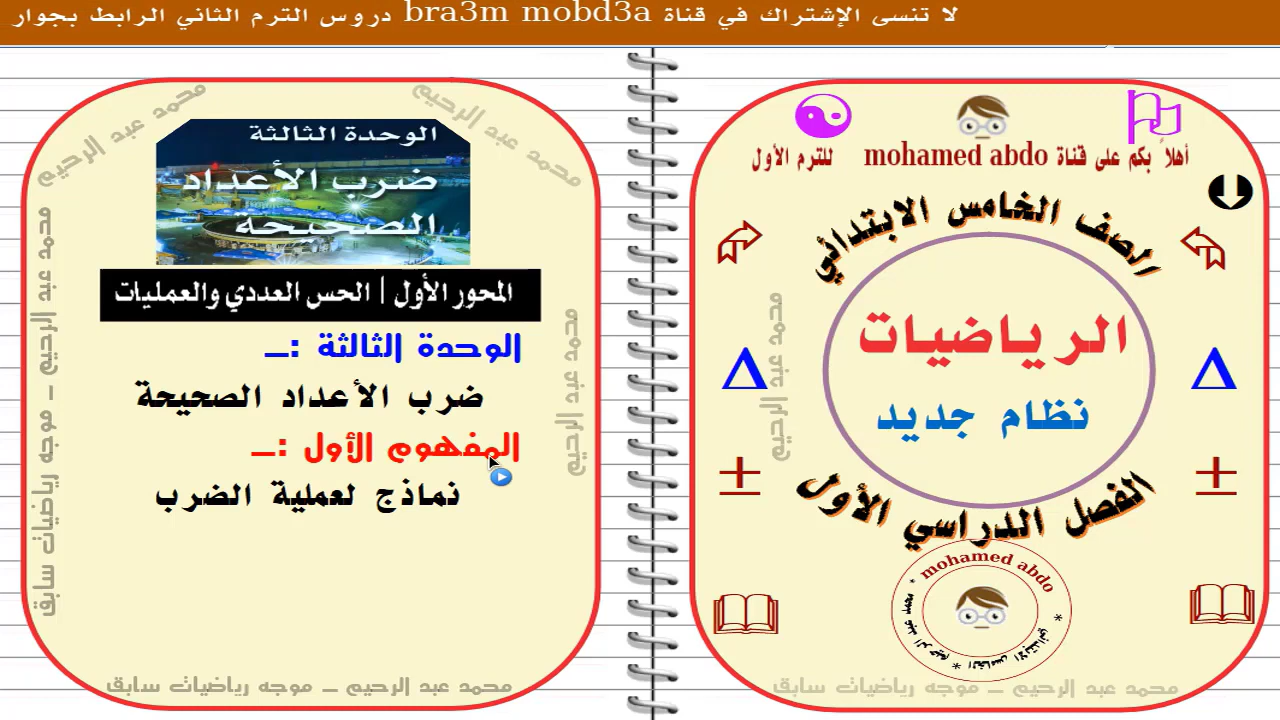 لا تنسى الإشتراك في قناة bra3m mobd3a دروس الترم الثاني الرابط بجوار
أهلاً بكم على قناة mohamed abdo للترم الأول
الصف الخامس الابتدائي
الرياضيات
نظام جديد
الفصل الدراسي الأول
mohamed abdo
محمد عبد الرحيم
محمد عبد الرحيم – موجه رياضيات سابق
محمد عبد الرحيم
محمد عبد الرحيم
الوحدة الثالثة
ضرب الأعداد
الصحيحة
المحور الأول | الحس العددي والعمليات
الوحدة الثالثة :ـ
ضرب الأعداد الصحيحة
المفهوم الأول :ـ
نماذج لعملية الضرب
محمد عبد الرحيم
محمد عبد الرحيم – موجه رياضيات سابق
محمد عبد الرحيم – موجه رياضيات سابق